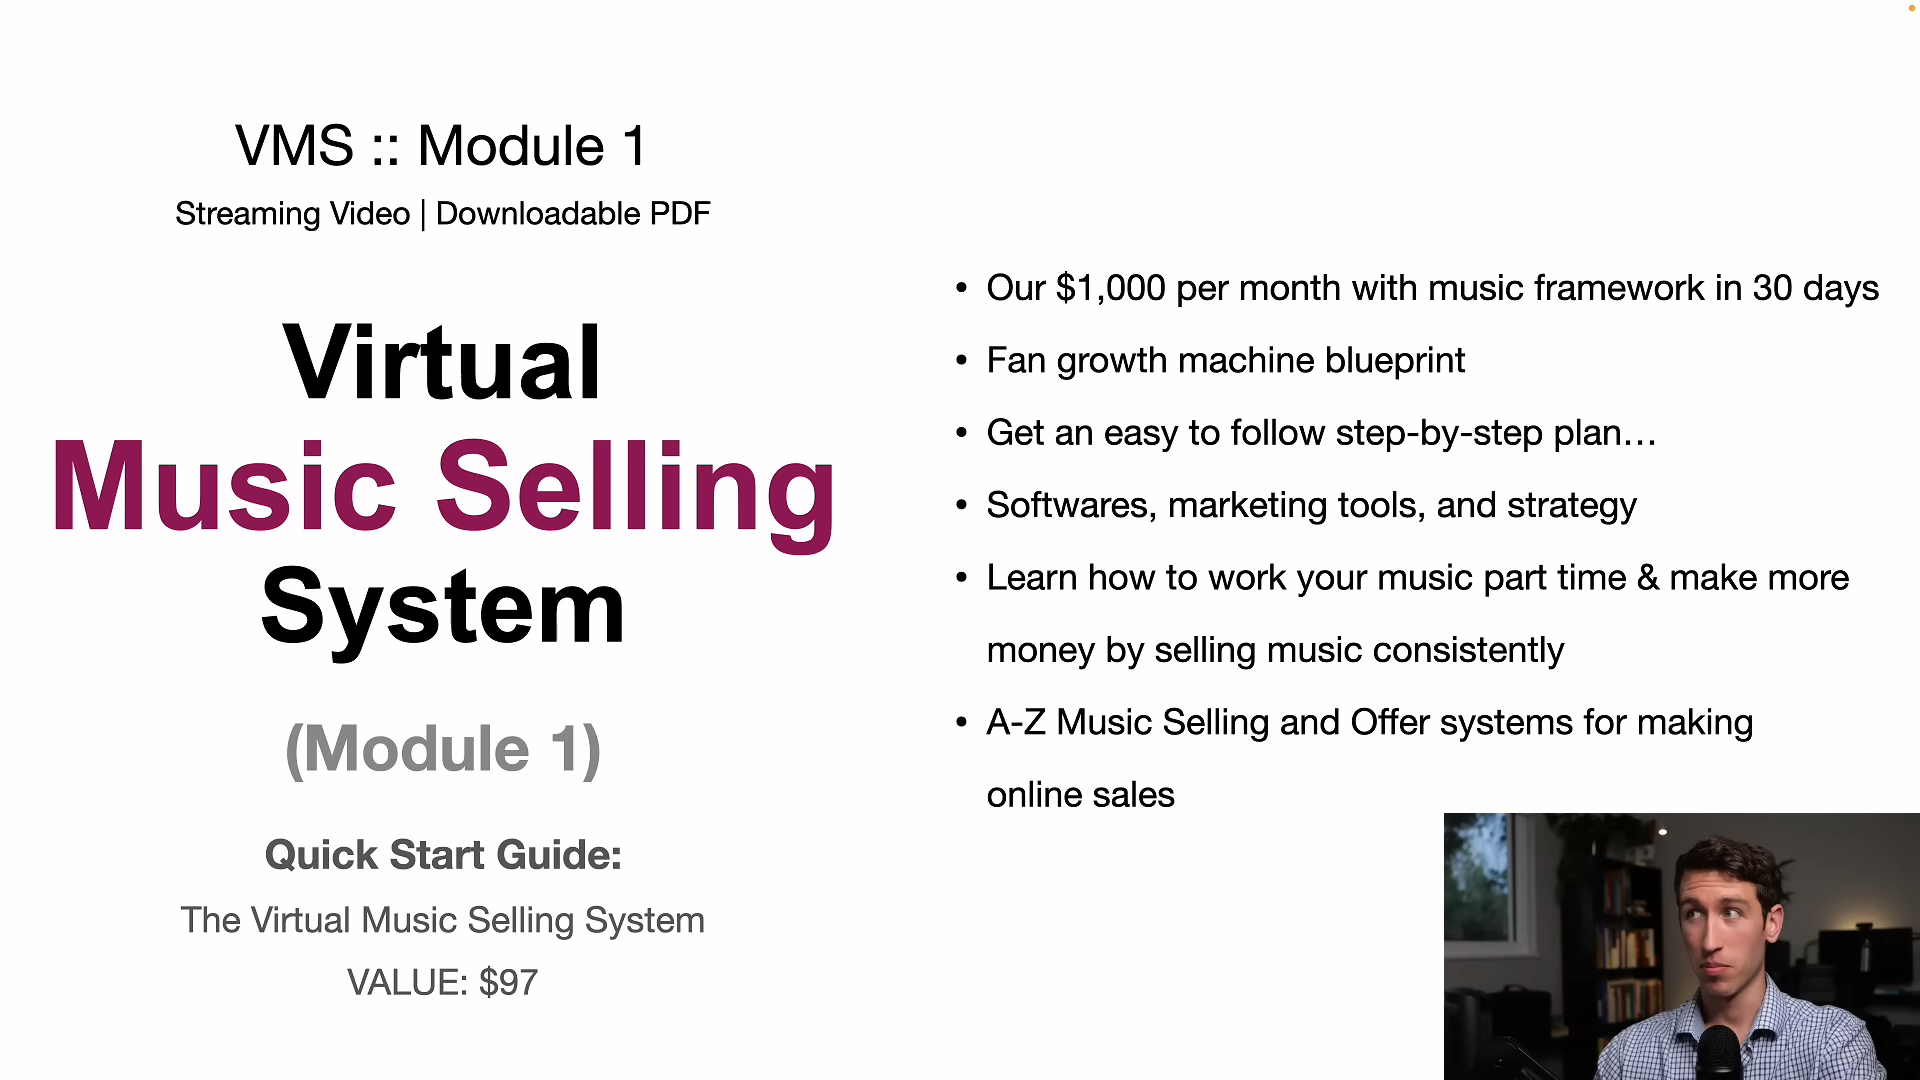 VMS :: Module 1
Streaming Video | Downloadable PDF
Virtual
Music Selling
System
(Module 1)
Quick Start Guide:
The Virtual Music Selling System
VALUE: $97
• Our $1,000 per month with music framework in 30 days
• Fan growth machine blueprint
• Get an easy to follow step-by-step plan…
• Softwares, marketing tools, and strategy
• Learn how to work your music part time & make more
money by selling music consistently
• A-Z Music Selling and Offer systems for making
online sales